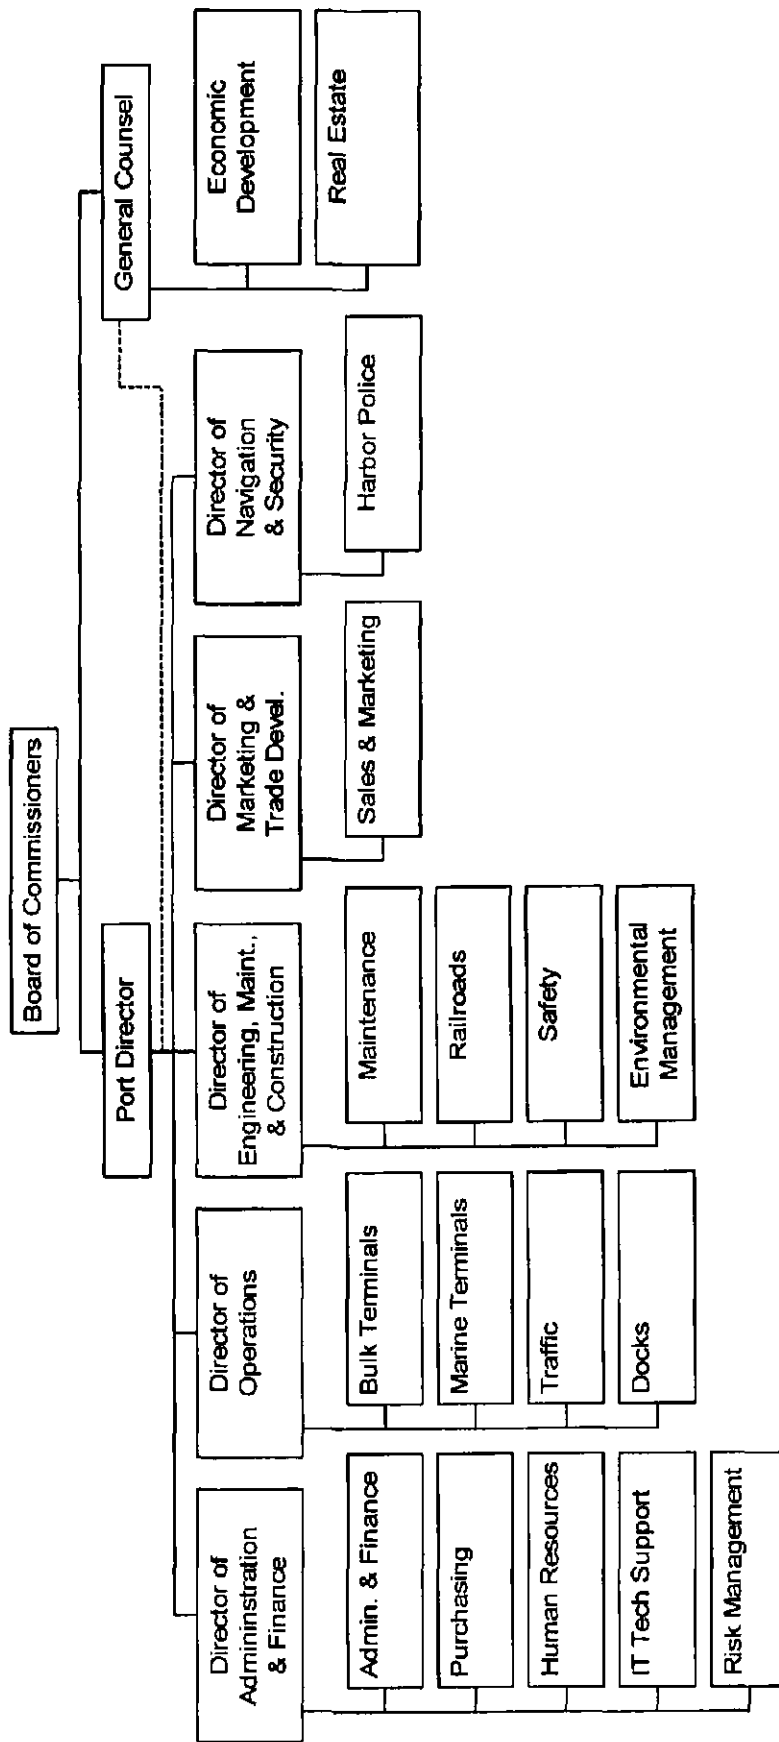 Board of Commissioners
Port Director
General Counsel
Director of
Admininstration
& Finance
Director of
Operations
Director of
Engineering, Maint.,
& Construction
Director of
Marketing &
Trade Devel.
Director of
Navigation
& Security
Economic
Development
Real Estate
Admin. & Finance
Purchasing
Human Resources
IT Tech Support
Risk Management
Bulk Terminals
Marine Terminals
Traffic
Docks
Maintenance
Railroads
Safety
Environmental
Management
Sales & Marketing
Harbor Police